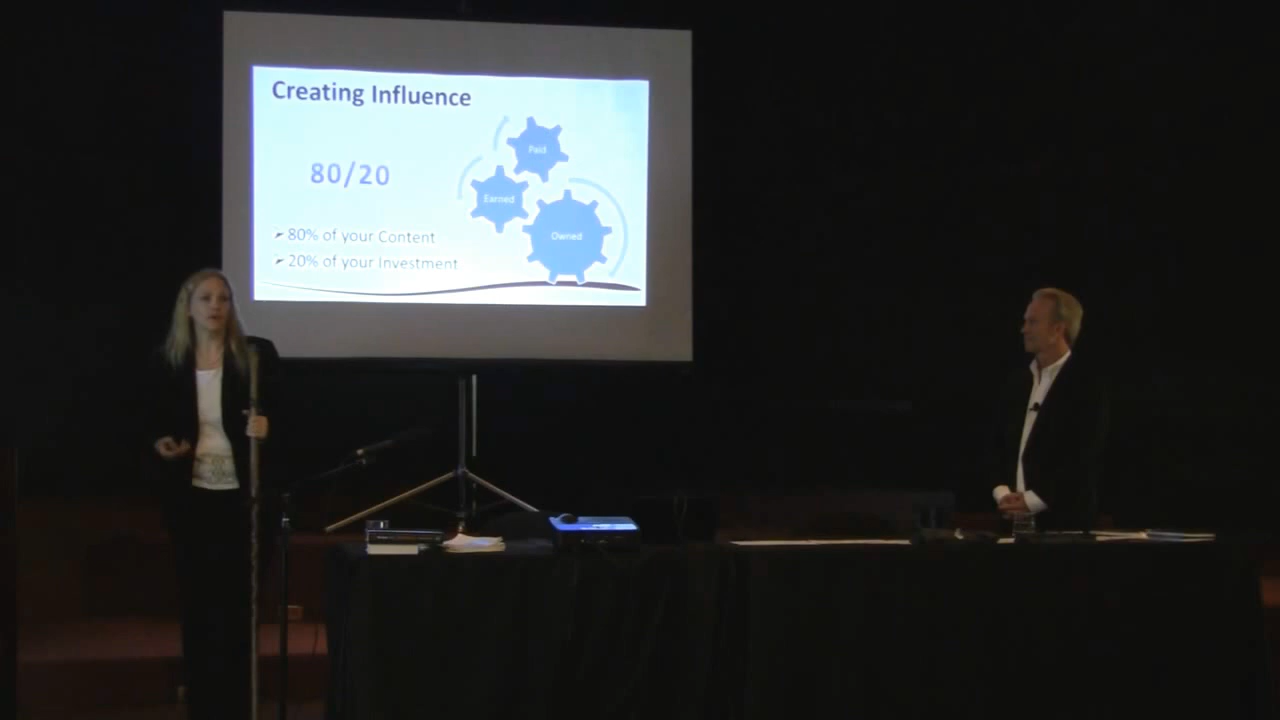 Creating Influence
Paid
80/20
Earned
Owned
➢ 80% of your Content
➢ 20% of your Investment